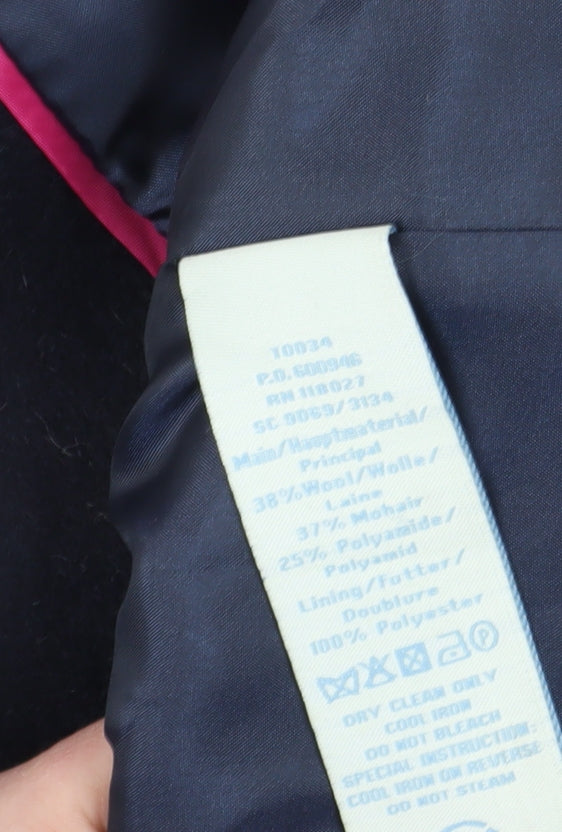 10D34
P.O.600946
RN 118027
SC 9069/3134
Main/Hauptmaterial/
Principal
38%Wool/Wolle/
Laine
37% Mohair
25% Polyamide/
Polyamid
Lining/Futter/
Doublure
100% Polyester
P
DRY CLEAN ONLY
COOL IRON
DO NOT BLEACH
SPECIAL INSTRUCTION:
COOL IRON ON REVERSE
DO NOT STEAM